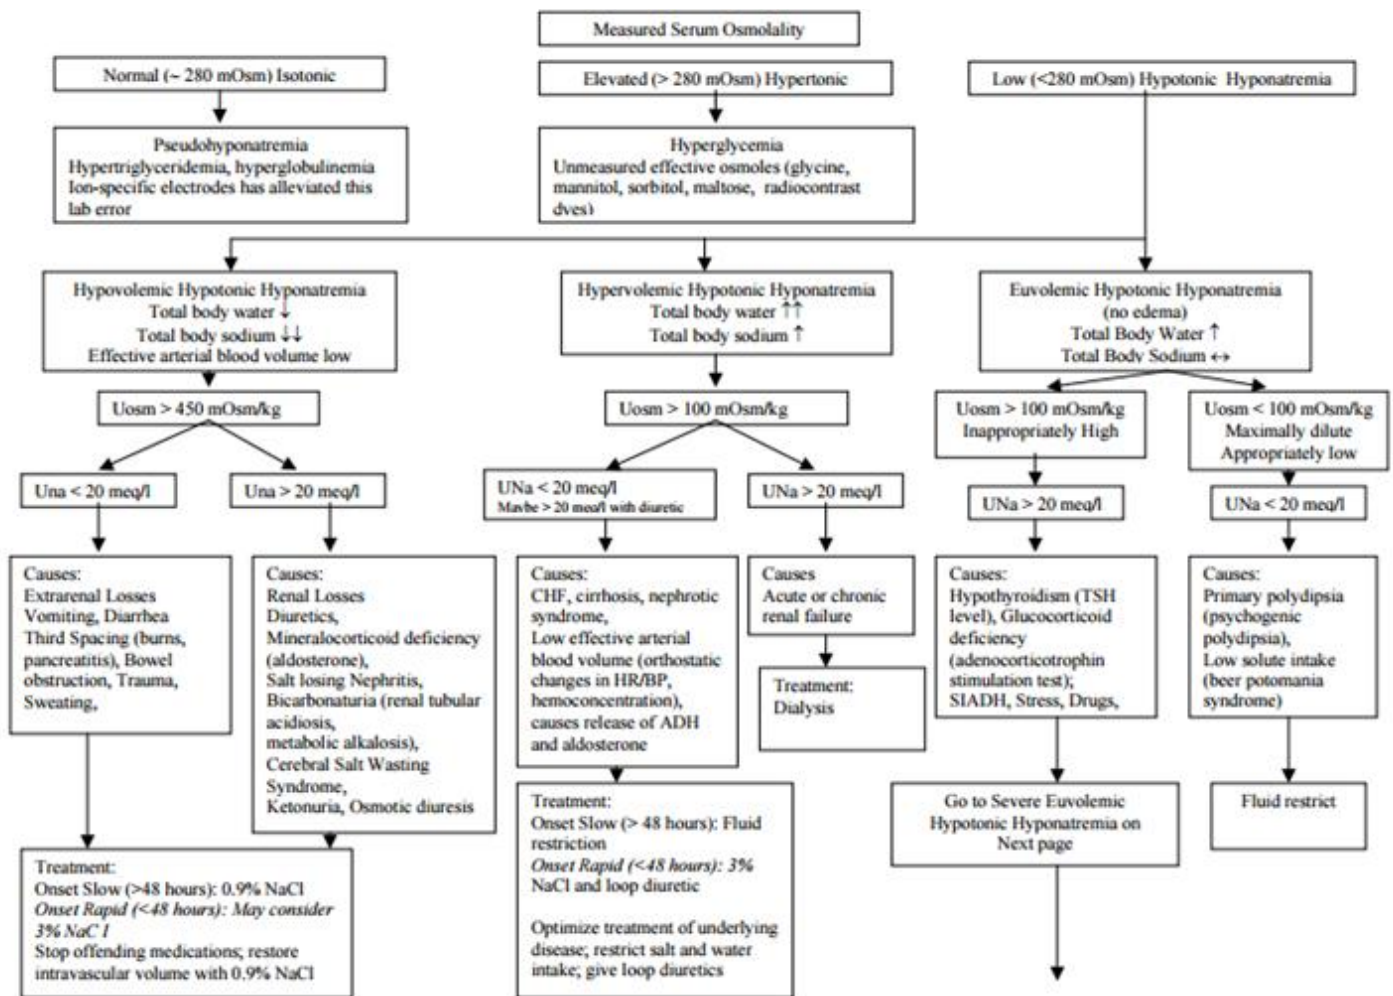 Measured Serum Osmolality
Normal (~ 280 mOsm) Isotonic
Elevated (> 280 mOsm) Hypertonic
Low (<280 mOsm) Hypotonic Hyponatremia
Pseudohyponatremia
Hypertriglyceridemia, hyperglobulinemia
Ion-specific electrodes has alleviated this
lab error
Hyperglycemia
Unmeasured effective osmoles (glycine,
mannitol, sorbitol, maltose, radiocontrast
dyes)
Hypovolemic Hypotonic Hyponatremia
Total body water ↓
Total body sodium ↓↓
Effective arterial blood volume low
Hypervolemic Hypotonic Hyponatremia
Total body water ↑↑
Total body sodium ↑
Euvolemic Hypotonic Hyponatremia
(no edema)
Total Body Water ↑
Total Body Sodium ↔
Uosm > 450 mOsm/kg
Uosm > 100 mOsm/kg
Uosm > 100 mOsm/kg
Inappropriately High
Uosm < 100 mOsm/kg
Maximally dilute
Appropriately low
Una < 20 meq/l
Una > 20 meq/l
UNa < 20 meq/l
Maybe > 20 meq/l with diuretic
UNa > 20 meq/l
UNa > 20 meq/l
UNa < 20 meq/l
Causes:
Extrarenal Losses
Vomiting, Diarrhea
Third Spacing (burns,
pancreatitis), Bowel
obstruction, Trauma,
Sweating,
Causes:
Renal Losses
Diuretics,
Mineralocorticoid deficiency
(aldosterone),
Salt losing Nephritis,
Bicarbonaturia (renal tubular
acidiosis,
metabolic alkalosis),
Cerebral Salt Wasting
Syndrome,
Ketonuria, Osmotic diuresis
Causes:
CHF, cirrhosis, nephrotic
syndrome,
Low effective arterial
blood volume (orthostatic
changes in HR/BP,
hemoconcentration),
causes release of ADH
and aldosterone
Causes
Acute or chronic
renal failure
Treatment:
Dialysis
Causes:
Hypothyroidism (TSH
level), Glucocorticoid
deficiency
(adenocorticotrophin
stimulation test);
SIADH, Stress, Drugs,
Causes:
Primary polydipsia
(psychogenic
polydipsia),
Low solute intake
(beer potomania
syndrome)
Treatment:
Onset Slow (>48 hours): 0.9% NaCl
Onset Rapid (<48 hours): May consider
3% NaC I
Stop offending medications; restore
intravascular volume with 0.9% NaCl
Treatment:
Onset Slow (> 48 hours): Fluid
restriction
Onset Rapid (<48 hours): 3%
NaCl and loop diuretic
Optimize treatment of underlying
disease; restrict salt and water
intake; give loop diuretics
Go to Severe Euvolemic
Hypotonic Hyponatremia on
Next page
Fluid restrict